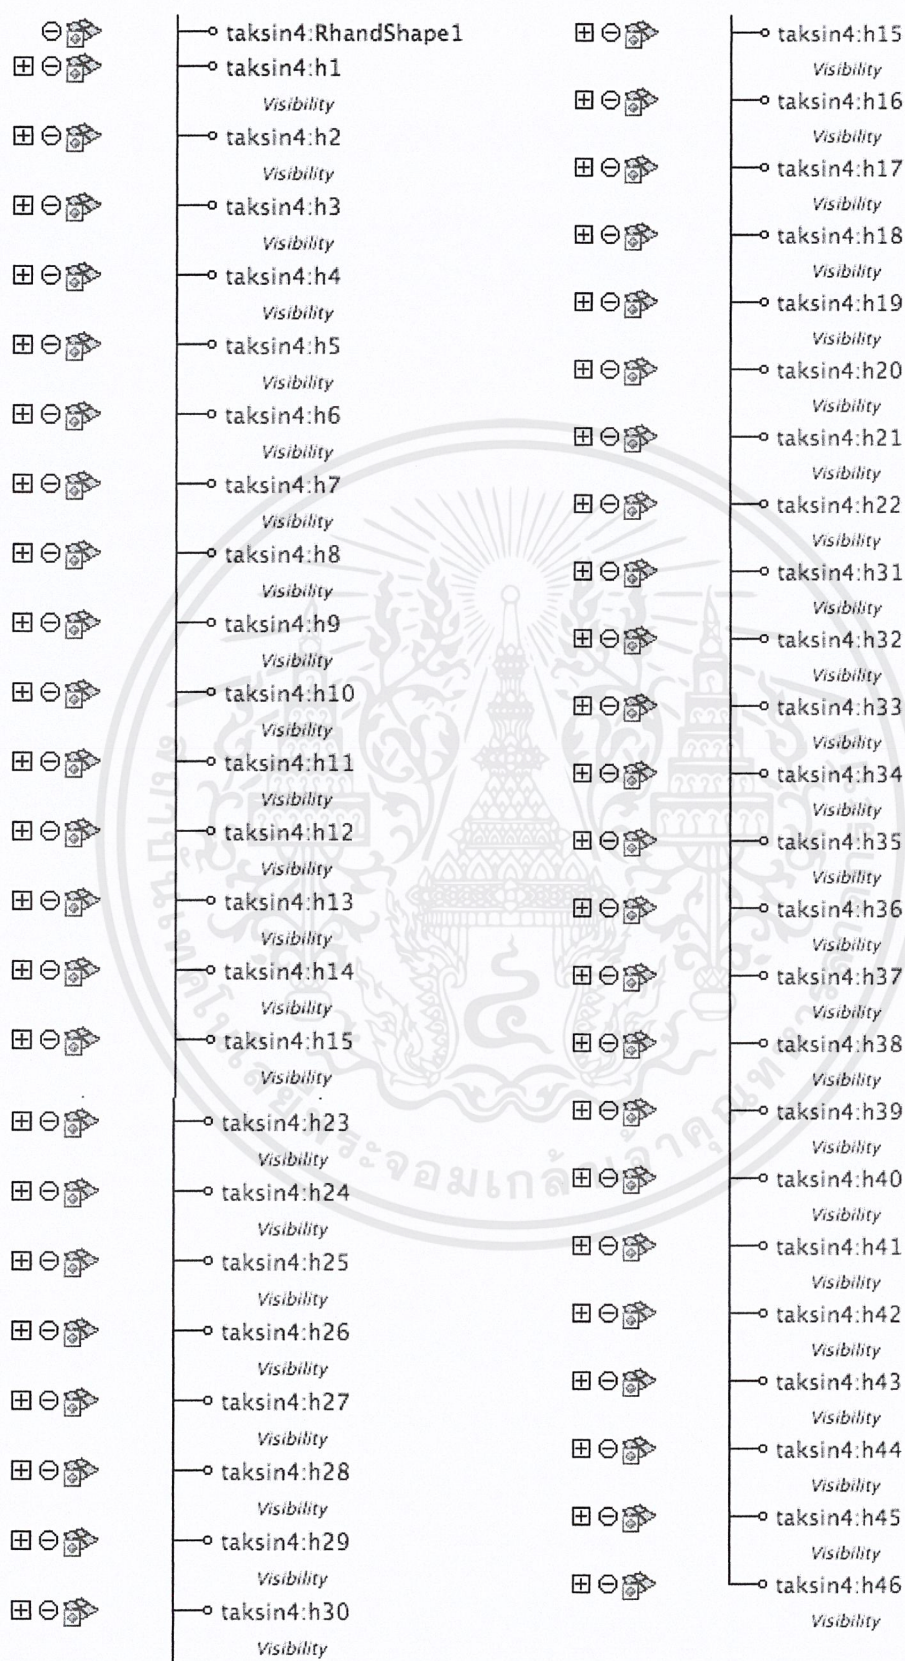 taksin4:RhandShape1
taksin4:h1
Visibility
taksin4:h2
Visibility
taksin4:h3
Visibility
taksin4:h4
Visibility
taksin4:h5
Visibility
taksin4:h6
Visibility
taksin4:h7
Visibility
taksin4:h8
Visibility
taksin4:h9
Visibility
taksin4:h10
Visibility
taksin4:h11
Visibility
taksin4:h12
Visibility
taksin4:h13
Visibility
taksin4:h14
Visibility
taksin4:h15
Visibility
taksin4:h23
Visibility
taksin4:h24
Visibility
taksin4:h25
Visibility
taksin4:h26
Visibility
taksin4:h27
Visibility
taksin4:h28
Visibility
taksin4:h29
Visibility
taksin4:h30
Visibility
taksin4:h15
Visibility
taksin4:h16
Visibility
taksin4:h17
Visibility
taksin4:h18
Visibility
taksin4:h19
Visibility
taksin4:h20
Visibility
taksin4:h21
Visibility
taksin4:h22
Visibility
taksin4:h31
Visibility
taksin4:h32
Visibility
taksin4:h33
Visibility
taksin4:h34
Visibility
taksin4:h35
Visibility
taksin4:h36
Visibility
taksin4:h37
Visibility
taksin4:h38
Visibility
taksin4:h39
Visibility
taksin4:h40
Visibility
taksin4:h41
Visibility
taksin4:h42
Visibility
taksin4:h43
Visibility
taksin4:h44
Visibility
taksin4:h45
Visibility
taksin4:h46
Visibility